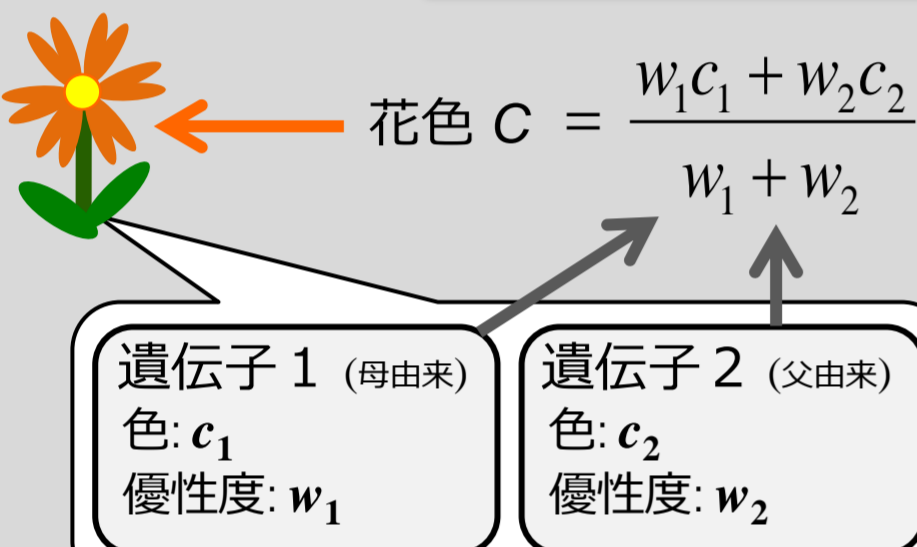 花色 C = (w₁c₁ + w₂c₂) / (w₁ + w₂)
遺伝子1 (母由来)
色: c₁
優性度: w₁
遺伝子2 (父由来)
色: c₂
優性度: w₂